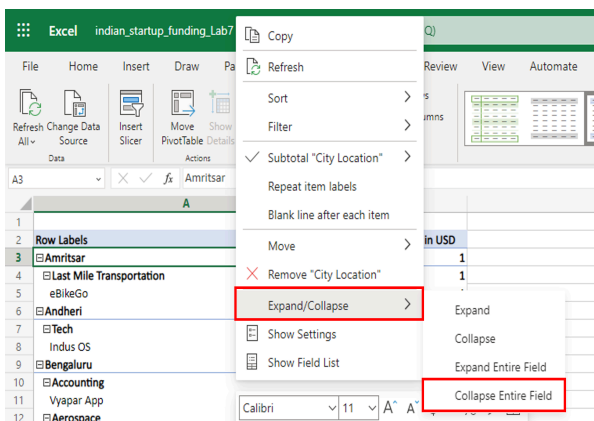 Excel indian_startup_funding_Lab7
File Home Insert Draw Pa
Review View Automate
Refresh All
Change Data Source
Insert Slicer
Move PivotTable
Show Details
Data
Actions
umns
A3 fx Amritsar
A
1
2 Row Labels in USD
3 Amritsar 1
4 Last Mile Transportation 1
5 eBikeGo
6 Andheri
7 Tech
8 Indus OS
9 Bengaluru
10 Accounting
11 Vyapar App
12 Aerospace
Copy
Refresh
Sort
Filter
Subtotal "City Location"
Repeat item labels
Blank line after each item
Move
Remove "City Location"
Expand/Collapse
Show Settings
Show Field List
Expand
Collapse
Expand Entire Field
Collapse Entire Field
Calibri 11 A A